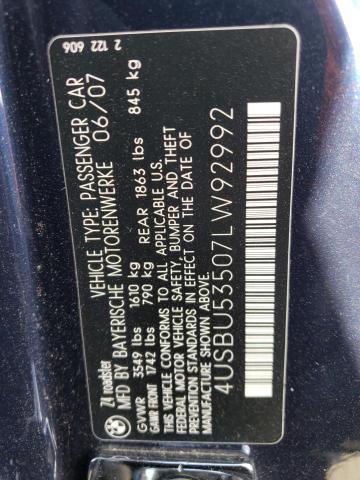 2 122 606
Z4 roadster VEHICLE TYPE: PASSENGER CAR
MFD BY BAYERISCHE MOTORENWERKE 06/07
GVWR 3549 lbs 1610 kg
GAWR FRONT 1742 lbs 790 kg REAR 1863 lbs 845 kg
THIS VEHICLE CONFORMS TO ALL APPLICABLE
FEDERAL MOTOR VEHICLE SAFETY, BUMPER AND THEFT
PREVENTION STANDARDS IN EFFECT ON THE DATE OF
MANUFACTURE SHOWN ABOVE.
4USBU53507LW92992